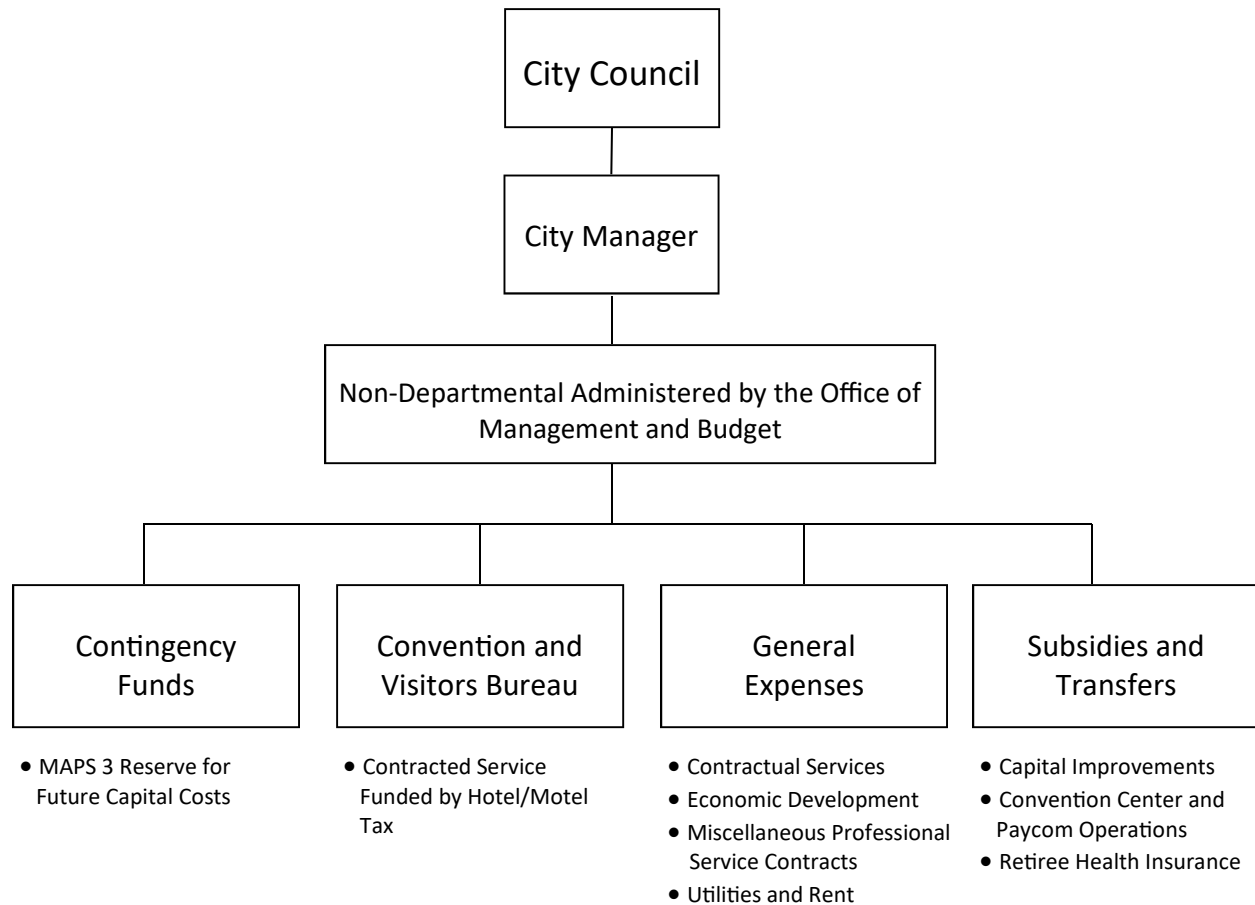 City Council
City Manager
Non-Departmental Administered by the Office of
Management and Budget
Contingency
Funds
• MAPS 3 Reserve for
Future Capital Costs
Convention and
Visitors Bureau
• Contracted Service
Funded by Hotel/Motel
Tax
General
Expenses
• Contractual Services
• Economic Development
• Miscellaneous Professional
Service Contracts
• Utilities and Rent
Subsidies and
Transfers
• Capital Improvements
• Convention Center and
Paycom Operations
• Retiree Health Insurance